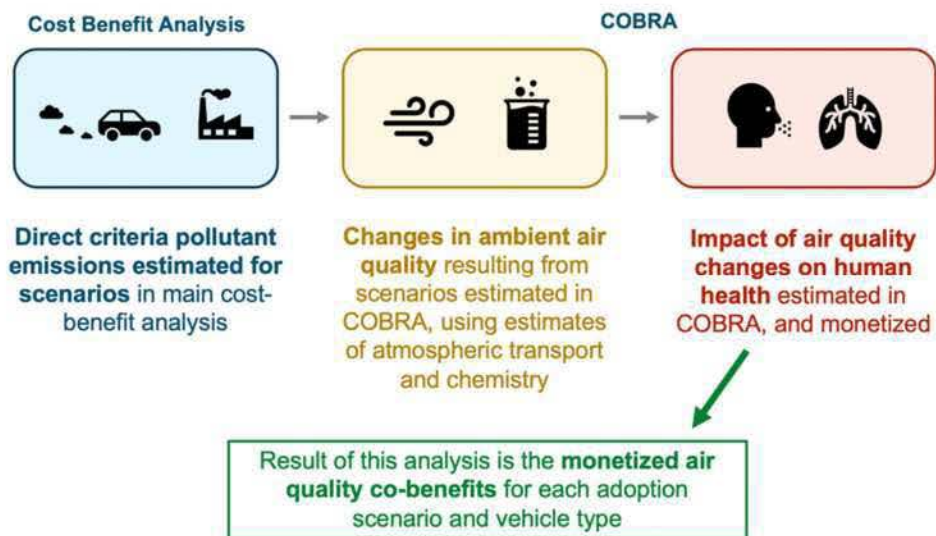 Cost Benefit Analysis
COBRA
Direct criteria pollutant
emissions estimated for
scenarios in main cost-
benefit analysis
Changes in ambient air
quality resulting from
scenarios estimated in
COBRA, using estimates
of atmospheric transport
and chemistry
Impact of air quality
changes on human
health estimated in
COBRA, and monetized
Result of this analysis is the monetized air
quality co-benefits for each adoption
scenario and vehicle type